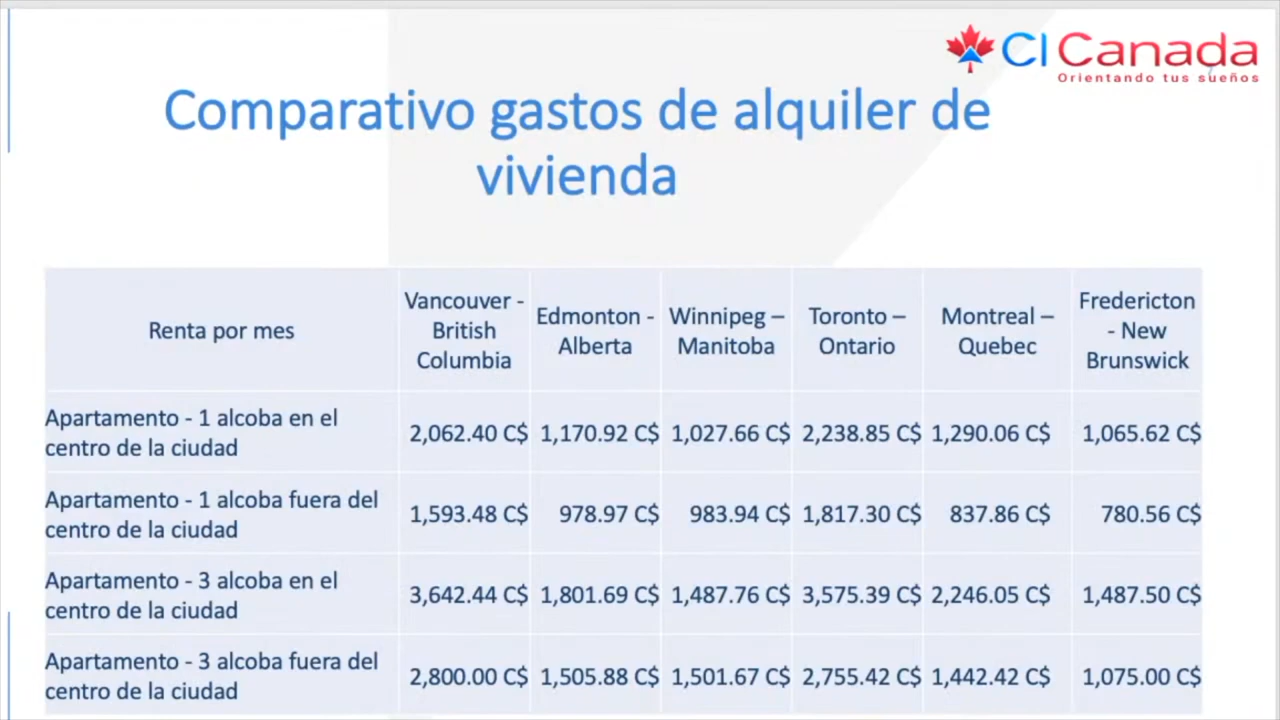 CI Canada
Orientando tus sueños
Comparativo gastos de alquiler de
vivienda
Renta por mes
Vancouver -
British
Columbia
Edmonton -
Alberta
Winnipeg –
Manitoba
Toronto –
Ontario
Montreal –
Quebec
Fredericton
- New
Brunswick
Apartamento - 1 alcoba en el
centro de la ciudad
2,062.40 C$ 1,170.92 C$ 1,027.66 C$ 2,238.85 C$ 1,290.06 C$ 1,065.62 C$
Apartamento - 1 alcoba fuera del
centro de la ciudad
1,593.48 C$ 978.97 C$ 983.94 C$ 1,817.30 C$ 837.86 C$ 780.56 C$
Apartamento - 3 alcoba en el
centro de la ciudad
3,642.44 C$ 1,801.69 C$ 1,487.76 C$ 3,575.39 C$ 2,246.05 C$ 1,487.50 C$
Apartamento - 3 alcoba fuera del
centro de la ciudad
2,800.00 C$ 1,505.88 C$ 1,501.67 C$ 2,755.42 C$ 1,442.42 C$ 1,075.00 C$